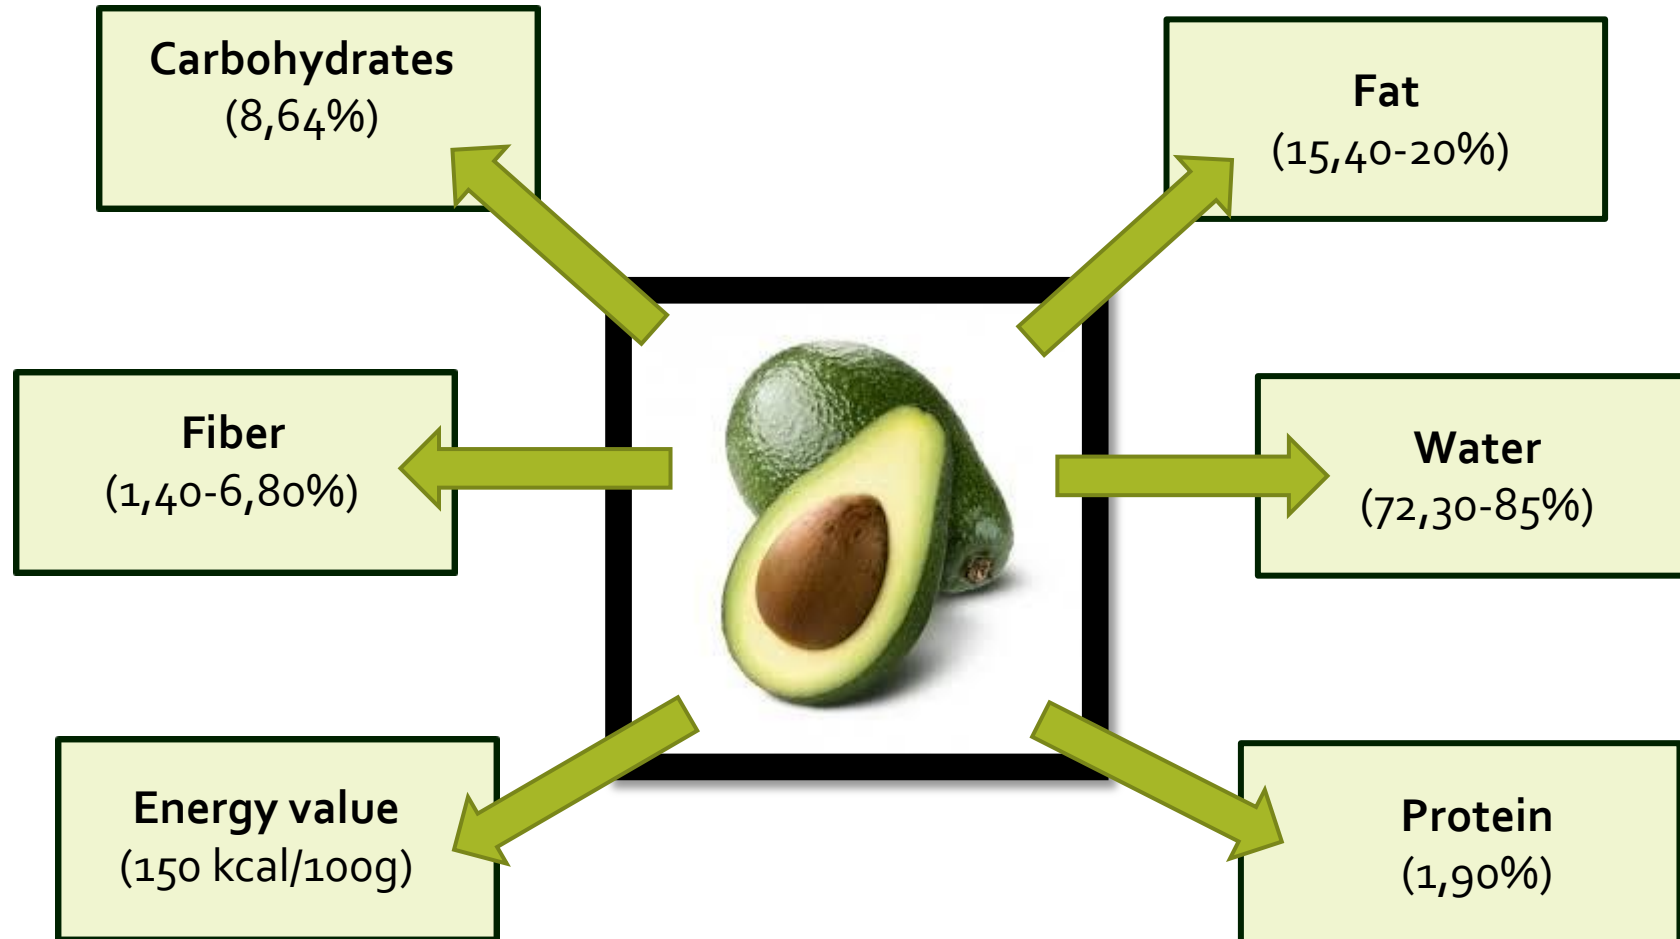 Carbohydrates
(8,64%)
Fat
(15,40-20%)
Fiber
(1,40-6,80%)
Water
(72,30-85%)
Energy value
(150 kcal/100g)
Protein
(1,90%)